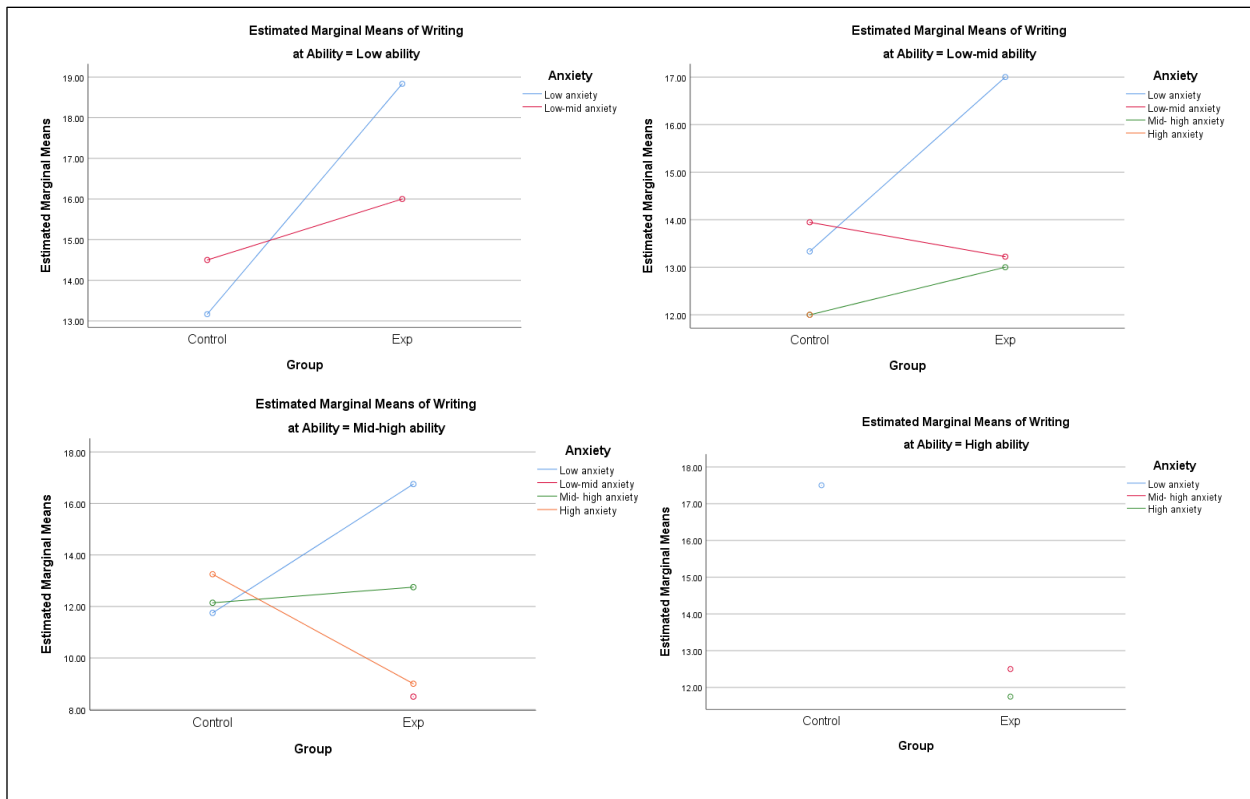 Estimated Marginal Means of Writing
at Ability = Low ability
Estimated Marginal Means
19.00
18.00
17.00
16.00
15.00
14.00
13.00
Control
Exp
Group
Anxiety
Low anxiety
Low-mid anxiety
Estimated Marginal Means of Writing
at Ability = Low-mid ability
Estimated Marginal Means
17.00
16.00
15.00
14.00
13.00
12.00
Control
Exp
Group
Anxiety
Low anxiety
Low-mid anxiety
Mid- high anxiety
High anxiety
Estimated Marginal Means of Writing
at Ability = Mid-high ability
Estimated Marginal Means
18.00
16.00
14.00
12.00
10.00
8.00
Control
Exp
Group
Anxiety
Low anxiety
Low-mid anxiety
Mid- high anxiety
High anxiety
Estimated Marginal Means of Writing
at Ability = High ability
Estimated Marginal Means
18.00
17.00
16.00
15.00
14.00
13.00
12.00
Control
Exp
Group
Anxiety
Low anxiety
Mid- high anxiety
High anxiety